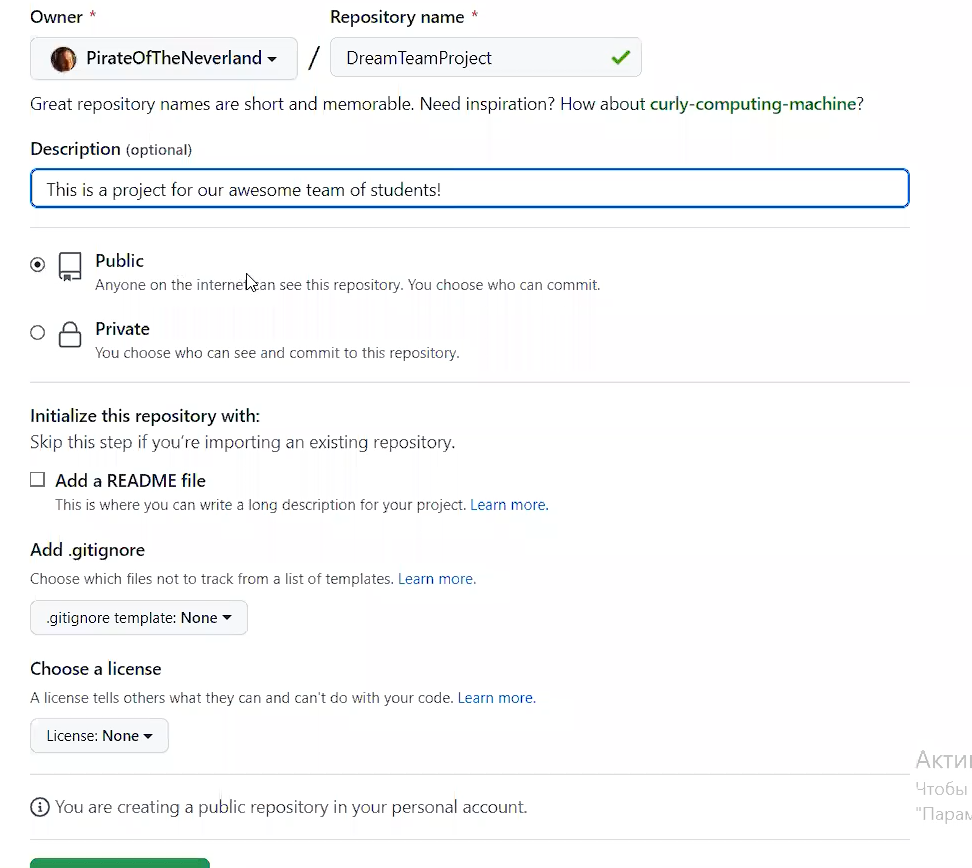 Owner * Repository name *
PirateOfTheNeverland / DreamTeamProject
Great repository names are short and memorable. Need inspiration? How about curly-computing-machine?
Description (optional)
This is a project for our awesome team of students!
Public
Anyone on the internet can see this repository. You choose who can commit.
Private
You choose who can see and commit to this repository.
Initialize this repository with:
Skip this step if you're importing an existing repository.
Add a README file
This is where you can write a long description for your project. Learn more.
Add .gitignore
Choose which files not to track from a list of templates. Learn more.
.gitignore template: None
Choose a license
A license tells others what they can and can't do with your code. Learn more.
License: None
Акти
Чтобы
"Парам
You are creating a public repository in your personal account.